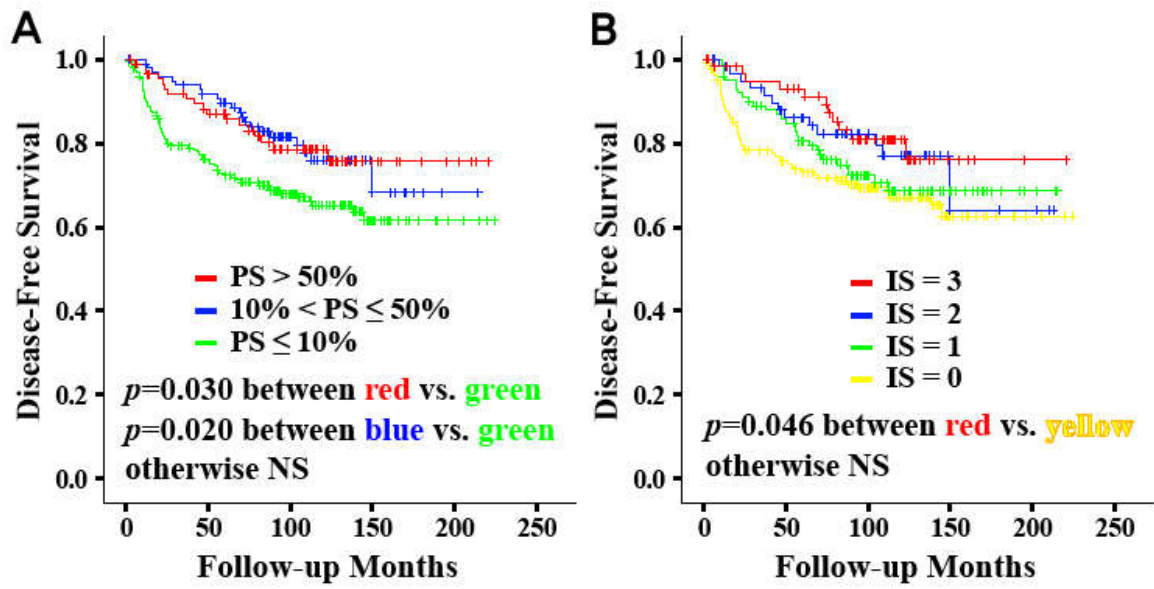 A
Disease-Free Survival
1.0
0.8
0.6
0.4
0.2
0.0
PS > 50%
10% < PS ≤ 50%
PS ≤ 10%
p=0.030 between red vs. green
p=0.020 between blue vs. green
otherwise NS
0 50 100 150 200 250
Follow-up Months
B
Disease-Free Survival
1.0
0.8
0.6
0.4
0.2
0.0
IS = 3
IS = 2
IS = 1
IS = 0
p=0.046 between red vs. yellow
otherwise NS
0 50 100 150 200 250
Follow-up Months